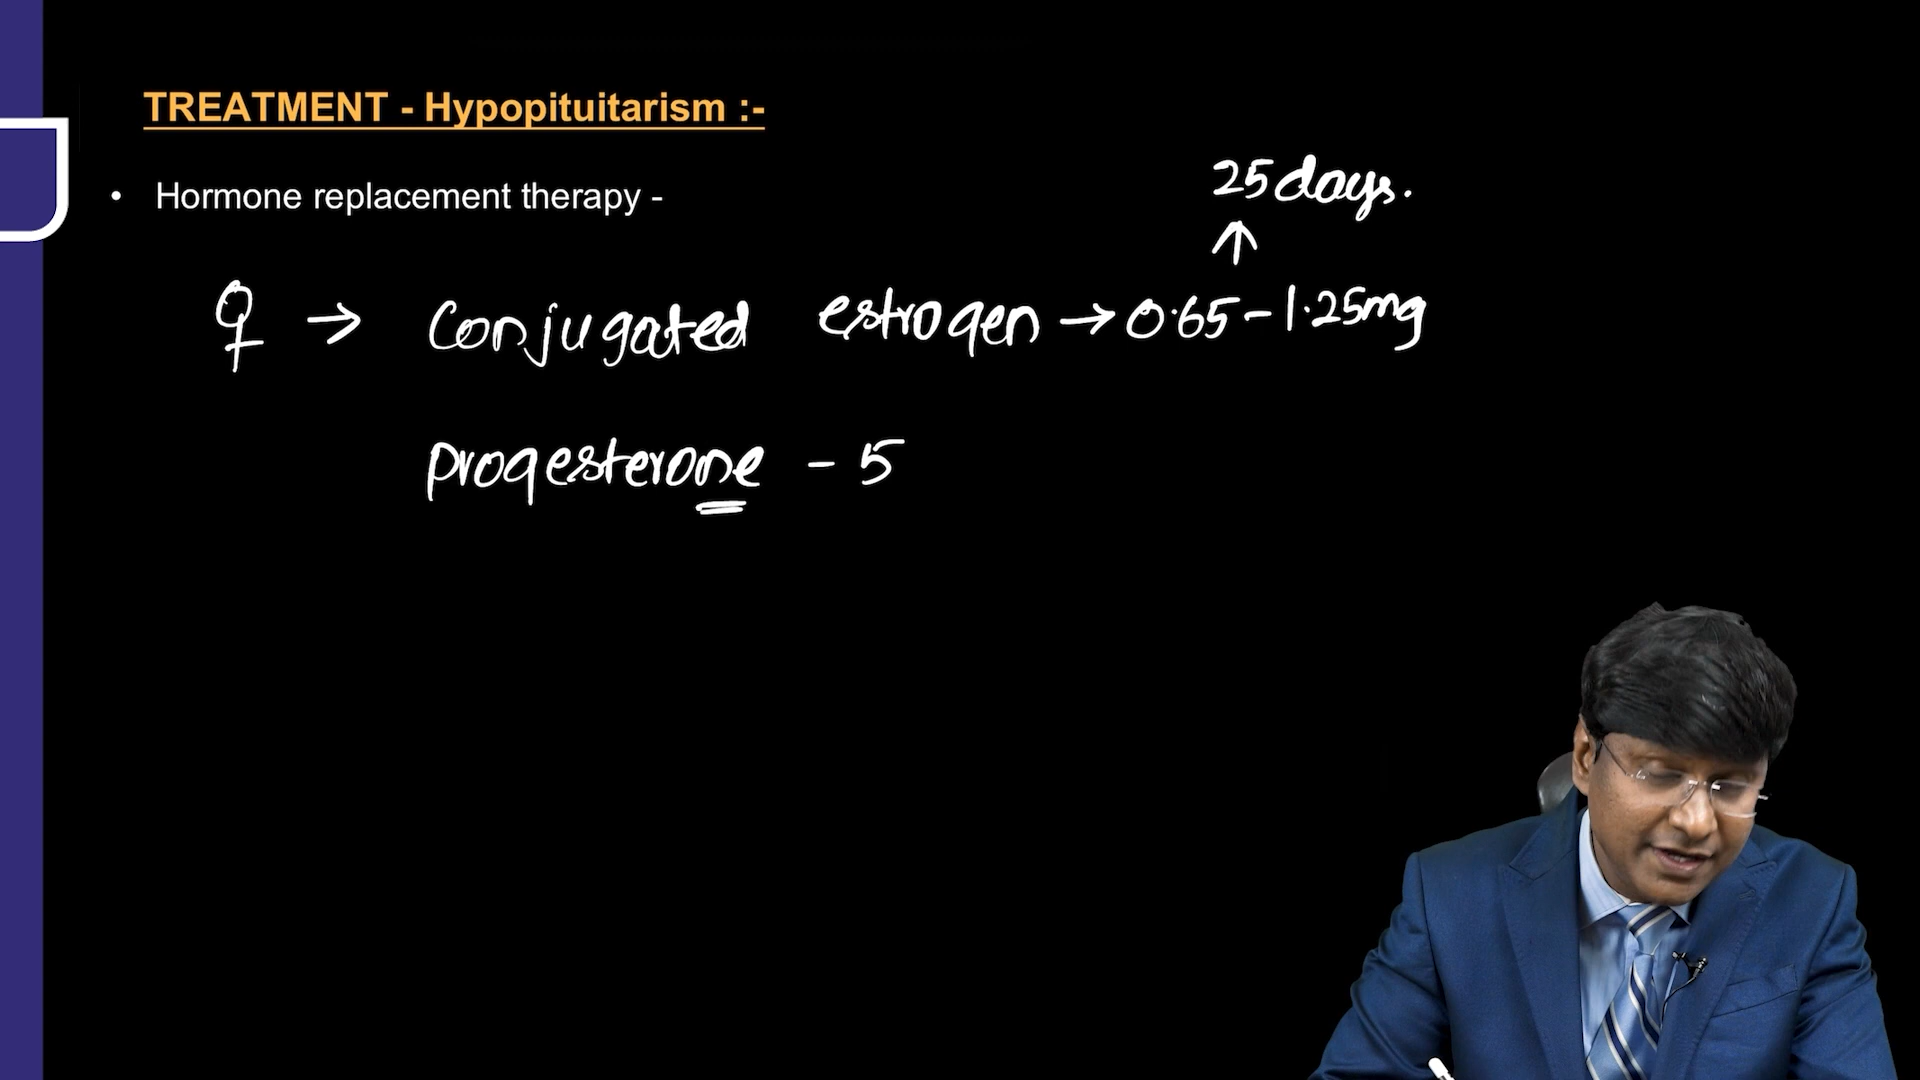 TREATMENT - Hypopituitarism :-
• Hormone replacement therapy -
25 days.
↑
♀ → Conjugated estrogen → 0.65 - 1.25mg
progesterone - 5